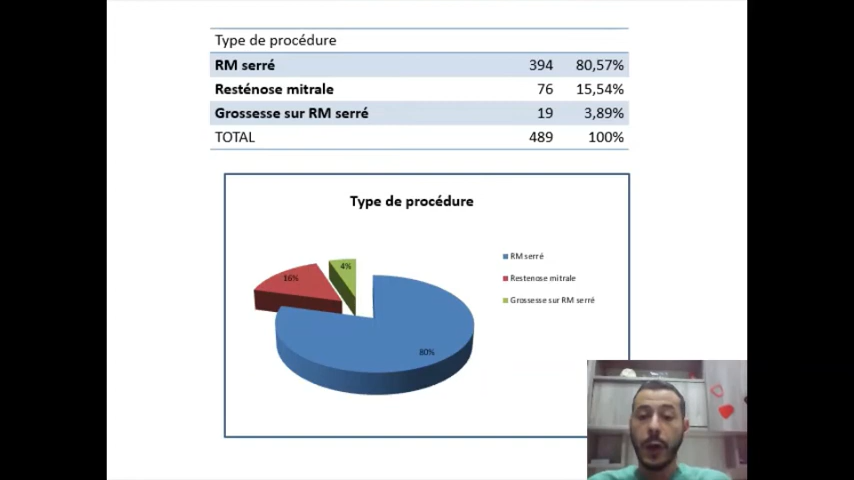 Type de procédure
RM serré 394 80,57%
Resténose mitrale 76 15,54%
Grossesse sur RM serré 19 3,89%
TOTAL 489 100%
Type de procédure
16%
4%
80%
RM serré
Restenose mitrale
Grossesse sur RM serré